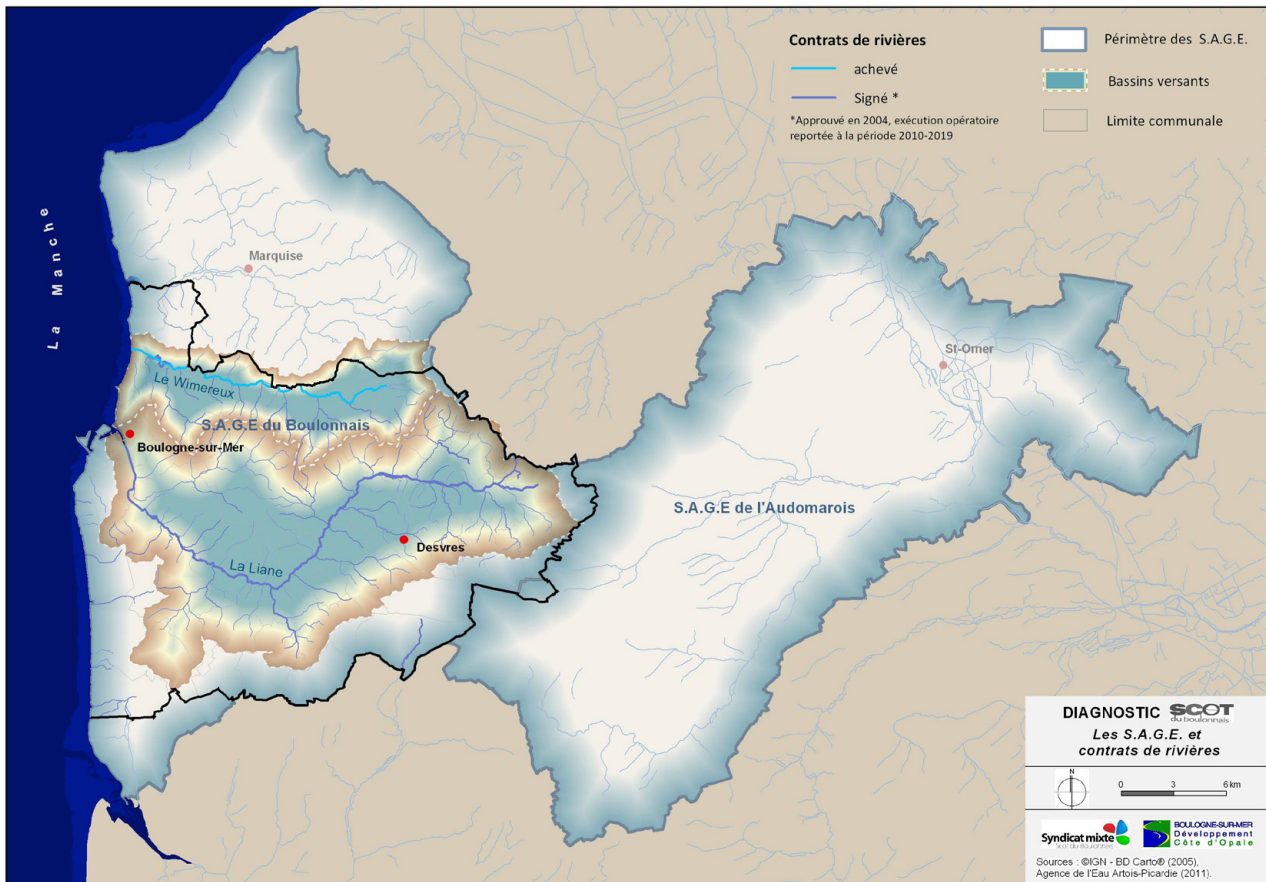 Contrats de rivières
achevé
Signé *
*Approuvé en 2004, exécution opératoire
reportée à la période 2010-2019
Périmètre des S.A.G.E.
Bassins versants
Limite communale
La Manche
Marquise
St-Omer
Le Wimereux
S.A.G.E du Boulonnais
Boulogne-sur-Mer
S.A.G.E de l'Audomarois
Desvres
La Liane
DIAGNOSTIC SCOT
du boulonnais
Les S.A.G.E. et
contrats de rivières
N
0 3 6 km
Syndicat mixte
Scot du Boulonnais
BOULOGNE-SUR-MER
Développement
Côte d'Opale
Sources : ©IGN - BD Carto® (2005),
Agence de l'Eau Artois-Picardie (2011).